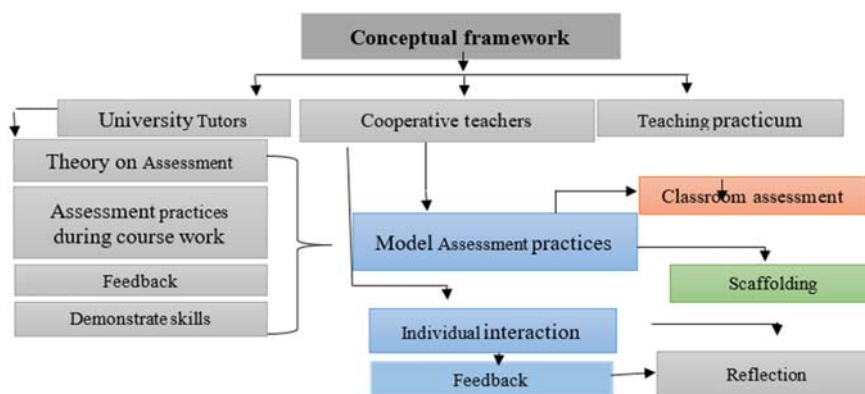 Conceptual framework
University Tutors
Cooperative teachers
Teaching practicum
Theory on Assessment
Assessment practices
during course work
Feedback
Demonstrate skills
Classroom assessment
Model Assessment practices
Scaffolding
Individual interaction
Feedback
Reflection